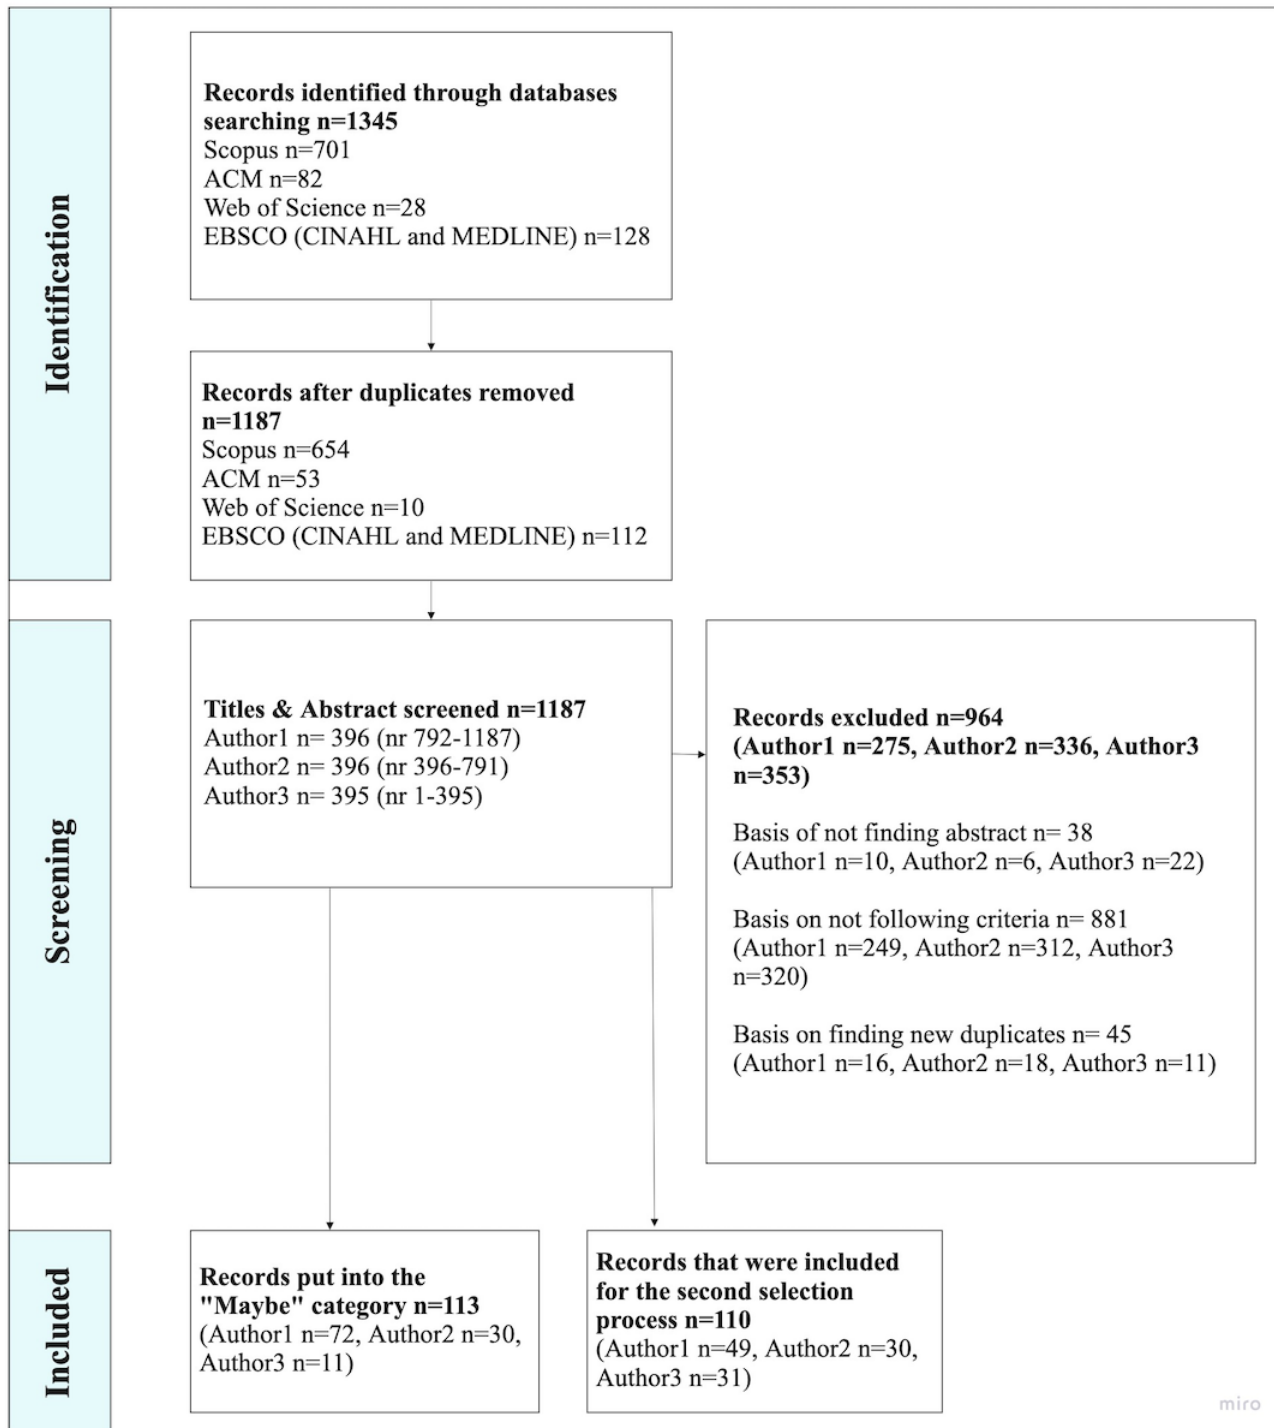 Identification
Records identified through databases
searching n=1345
Scopus n=701
ACM n=82
Web of Science n=28
EBSCO (CINAHL and MEDLINE) n=128
Records after duplicates removed
n=1187
Scopus n=654
ACM n=53
Web of Science n=10
EBSCO (CINAHL and MEDLINE) n=112
Screening
Titles & Abstract screened n=1187
Author1 n= 396 (nr 792-1187)
Author2 n= 396 (nr 396-791)
Author3 n= 395 (nr 1-395)
Records excluded n=964
(Author1 n=275, Author2 n=336, Author3
n=353)
Basis of not finding abstract n= 38
(Author1 n=10, Author2 n=6, Author3 n=22)
Basis on not following criteria n= 881
(Author1 n=249, Author2 n=312, Author3
n=320)
Basis on finding new duplicates n= 45
(Author1 n=16, Author2 n=18, Author3 n=11)
Included
Records put into the
"Maybe" category n=113
(Author1 n=72, Author2 n=30,
Author3 n=11)
Records that were included
for the second selection
process n=110
(Author1 n=49, Author2 n=30,
Author3 n=31)
miro